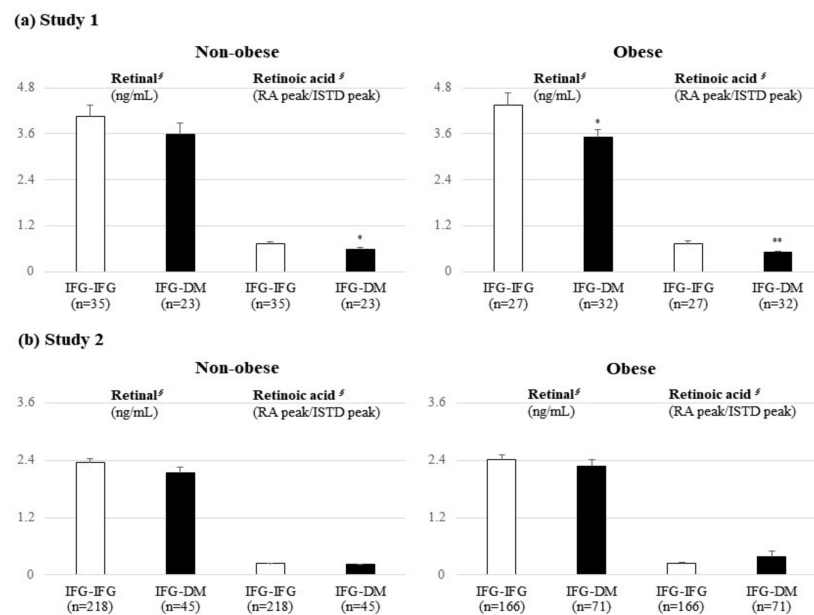 (a) Study 1
Non-obese
Retinal§
(ng/mL)
Retinoic acid §
(RA peak/ISTD peak)
4.8
3.6
2.4
1.2
0
*
IFG-IFG
(n=35)
IFG-DM
(n=23)
IFG-IFG
(n=35)
IFG-DM
(n=23)
Obese
Retinal§
(ng/mL)
Retinoic acid §
(RA peak/ISTD peak)
4.8
3.6
2.4
1.2
0
*
**
IFG-IFG
(n=27)
IFG-DM
(n=32)
IFG-IFG
(n=27)
IFG-DM
(n=32)
(b) Study 2
Non-obese
Retinal§
(ng/mL)
Retinoic acid §
(RA peak/ISTD peak)
3.6
2.4
1.2
0
IFG-IFG
(n=218)
IFG-DM
(n=45)
IFG-IFG
(n=218)
IFG-DM
(n=45)
Obese
Retinal§
(ng/mL)
Retinoic acid §
(RA peak/ISTD peak)
3.6
2.4
1.2
0
IFG-IFG
(n=166)
IFG-DM
(n=71)
IFG-IFG
(n=166)
IFG-DM
(n=71)